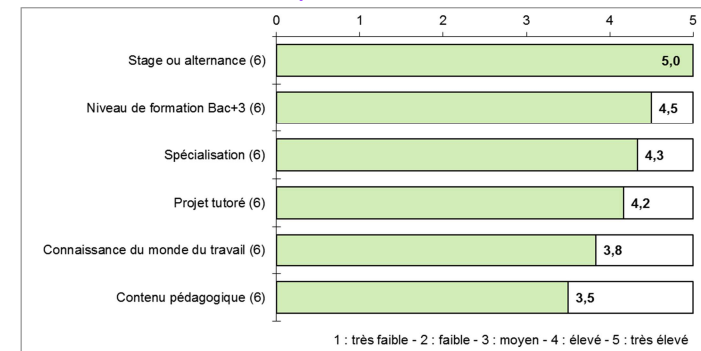 0 1 2 3 4 5
Stage ou alternance (6) 5,0
Niveau de formation Bac+3 (6) 4,5
Spécialisation (6) 4,3
Projet tutoré (6) 4,2
Connaissance du monde du travail (6) 3,8
Contenu pédagogique (6) 3,5
1 : très faible - 2 : faible - 3 : moyen - 4 : élevé - 5 : très élevé